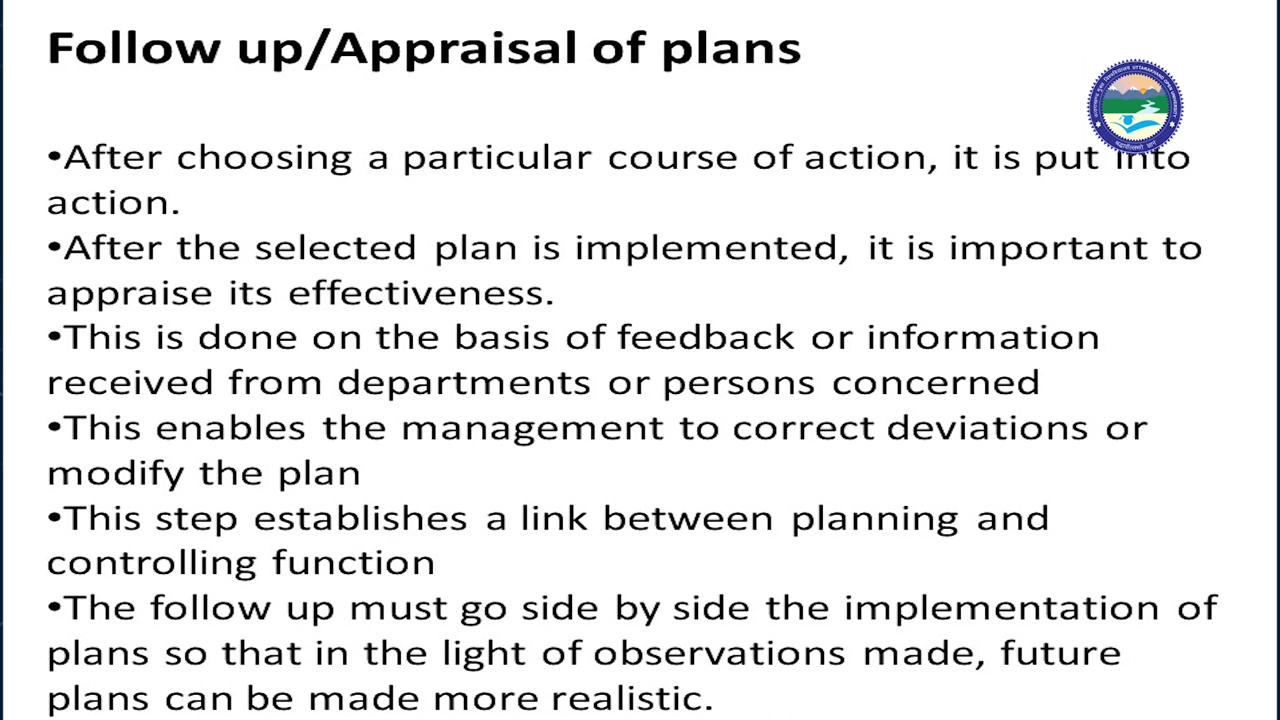 Follow up/Appraisal of plans
UTTARAKHAND OPEN UNIVERSITY
•After choosing a particular course of action, it is put into
action.
•After the selected plan is implemented, it is important to
appraise its effectiveness.
•This is done on the basis of feedback or information
received from departments or persons concerned
•This enables the management to correct deviations or
modify the plan
•This step establishes a link between planning and
controlling function
•The follow up must go side by side the implementation of
plans so that in the light of observations made, future
plans can be made more realistic.